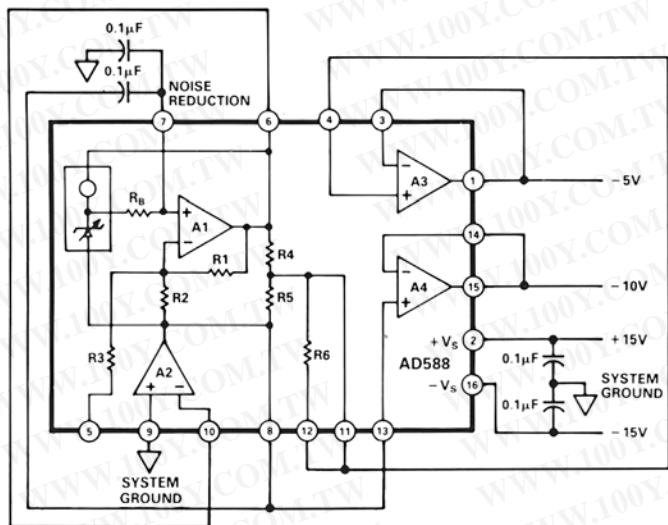 0.1µF
0.1µF
NOISE
REDUCTION
7
6
4
3
A3
−
+
1
−5V
RB
+
A1
−
R4
R1
14
−
A4
+
15
−10V
R2
R5
+VS
2
+15V
R3
A2
+
−
R6
AD588
0.1µF
SYSTEM
GROUND
−VS
16
0.1µF
−15V
5
9
10
8
12
11
13
SYSTEM
GROUND
WWW.100Y.COM.TW